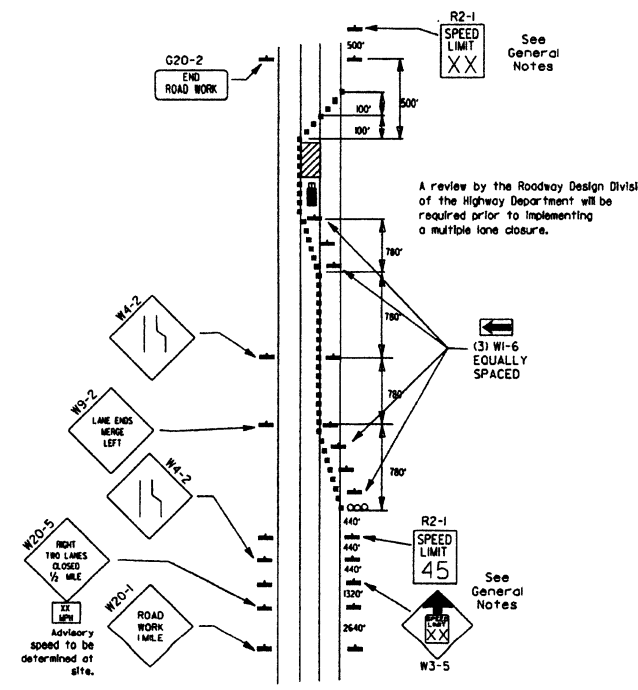 R2-1
SPEED
LIMIT
XX
See
General
Notes
G20-2
END
ROAD WORK
500'
500'
100'
100'
A review by the Roadway Design Divisi
of the Highway Department will be
required prior to implementing
a multiple lane closure.
780'
780'
780'
780'
W4-2
(3) W1-6
EQUALLY
SPACED
W9-2
LANE ENDS
MERGE
LEFT
W4-2
440'
440'
440'
1320'
2640'
R2-1
SPEED
LIMIT
45
W20-5
RIGHT
TWO LANES
CLOSED
½ MILE
XX
MPH
Advisory
speed to be
determined at
site.
W20-1
ROAD
WORK
1 MILE
See
General
Notes
SPEED
LIMIT
XX
W3-5